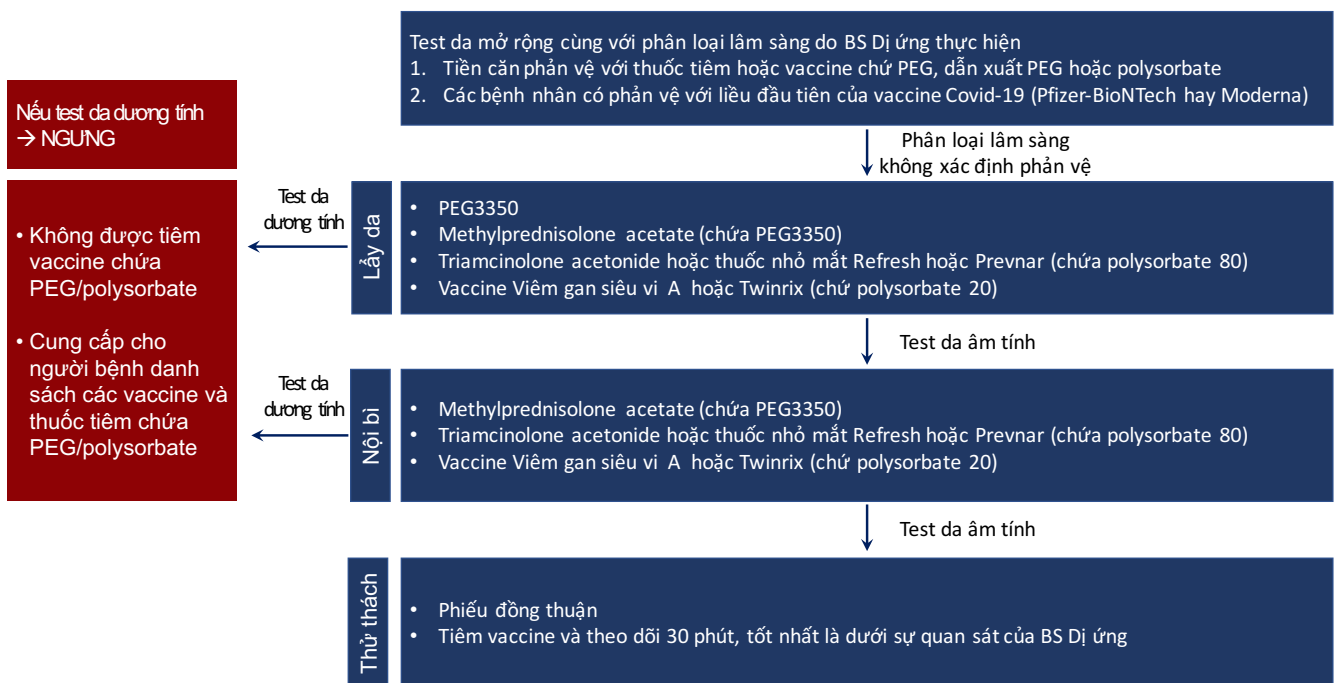 Test da mở rộng cùng với phân loại lâm sàng do BS Dị ứng thực hiện
1. Tiền căn phản vệ với thuốc tiêm hoặc vaccine chứ PEG, dẫn xuất PEG hoặc polysorbate
2. Các bệnh nhân có phản vệ với liều đầu tiên của vaccine Covid-19 (Pfizer-BioNTech hay Moderna)
Nếu test da dương tính
→ NGƯNG
Phân loại lâm sàng
không xác định phản vệ
• Không được tiêm
vaccine chứa
PEG/polysorbate
• Cung cấp cho
người bệnh danh
sách các vaccine và
thuốc tiêm chứa
PEG/polysorbate
Test da
dương tính
Lẩy da
• PEG3350
• Methylprednisolone acetate (chứa PEG3350)
• Triamcinolone acetonide hoặc thuốc nhỏ mắt Refresh hoặc Prevnar (chứa polysorbate 80)
• Vaccine Viêm gan siêu vi A hoặc Twinrix (chứ polysorbate 20)
Test da âm tính
Test da
dương tính
Nội bì
• Methylprednisolone acetate (chứa PEG3350)
• Triamcinolone acetonide hoặc thuốc nhỏ mắt Refresh hoặc Prevnar (chứa polysorbate 80)
• Vaccine Viêm gan siêu vi A hoặc Twinrix (chứ polysorbate 20)
Test da âm tính
Thử thách
• Phiếu đồng thuận
• Tiêm vaccine và theo dõi 30 phút, tốt nhất là dưới sự quan sát của BS Dị ứng